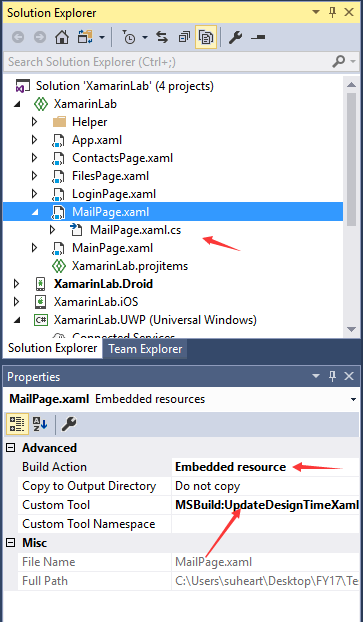 Solution Explorer
Search Solution Explorer (Ctrl+;)
Solution 'XamarinLab' (4 projects)
XamarinLab
Helper
App.xaml
ContactsPage.xaml
FilesPage.xaml
LoginPage.xaml
MailPage.xaml
MailPage.xaml.cs
MainPage.xaml
XamarinLab.projitems
XamarinLab.Droid
XamarinLab.iOS
C# XamarinLab.UWP (Universal Windows)
Connected Services
Solution Explorer Team Explorer
Properties
MailPage.xaml Embedded resources
Advanced
Build Action Embedded resource
Copy to Output Directory Do not copy
Custom Tool MSBuild:UpdateDesignTimeXaml
Custom Tool Namespace
Misc
File Name MailPage.xaml
Full Path C:\Users\suheart\Desktop\FY17\Te